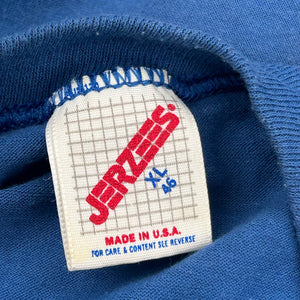 JERZEES®
XL
46
MADE IN U.S.A.
FOR CARE & CONTENT SEE REVERSE